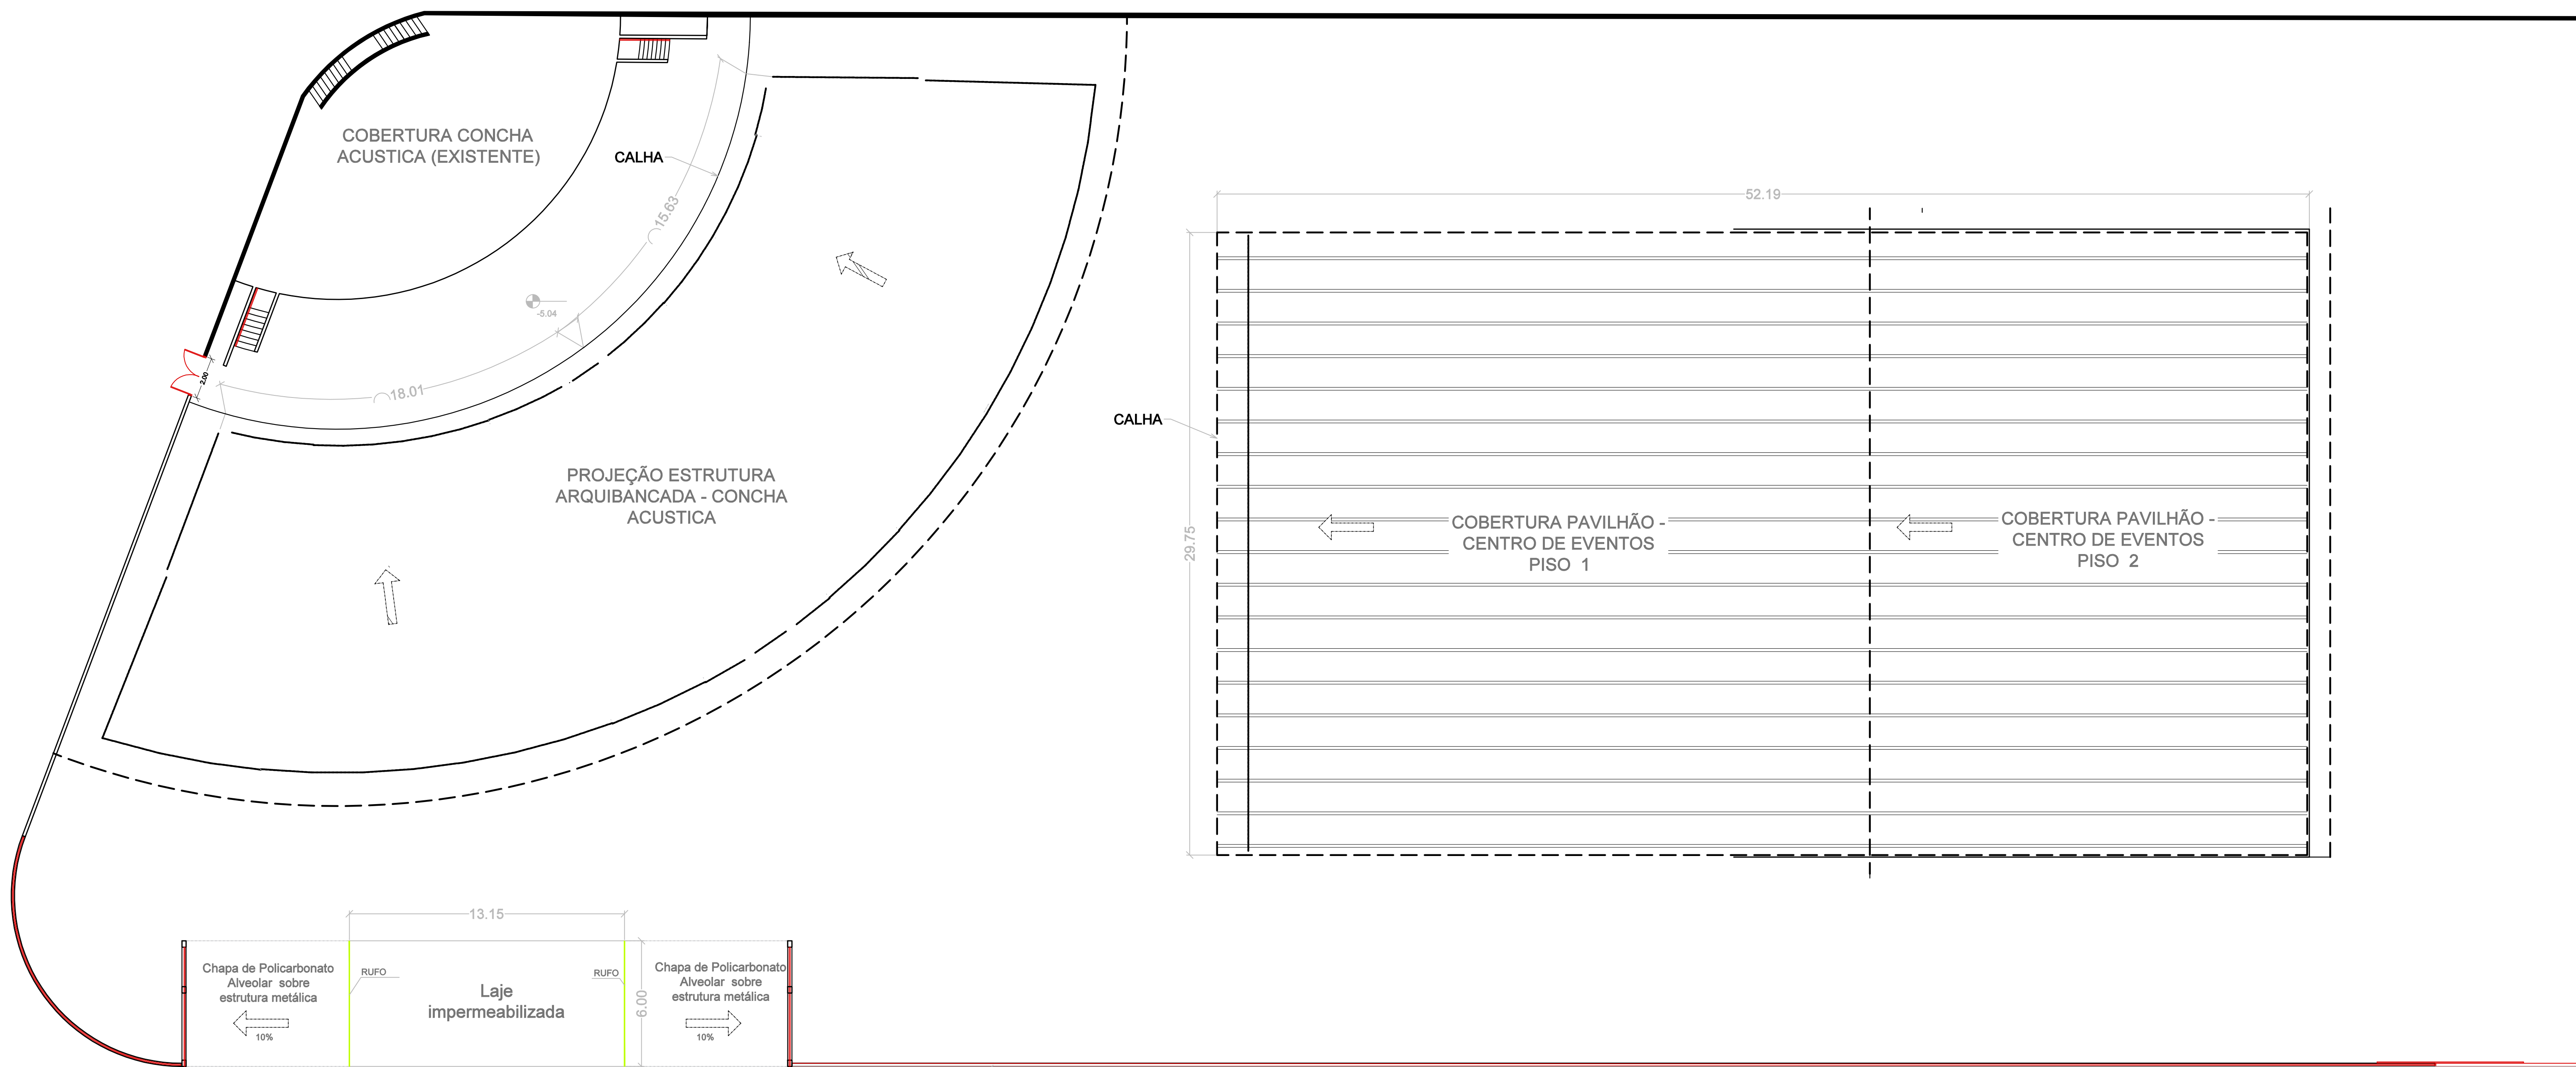 COBERTURA CONCHA
ACUSTICA (EXISTENTE)
CALHA
15.63
-5.04
2.00
18.01
PROJEÇÃO ESTRUTURA
ARQUIBANCADA - CONCHA
ACUSTICA
52.19
29.75
CALHA
COBERTURA PAVILHÃO -
CENTRO DE EVENTOS
PISO 1
COBERTURA PAVILHÃO -
CENTRO DE EVENTOS
PISO 2
13.15
Chapa de Policarbonato
Alveolar sobre
estrutura metálica
10%
RUFO
Laje
impermeabilizada
RUFO
6.00
Chapa de Policarbonato
Alveolar sobre
estrutura metálica
10%